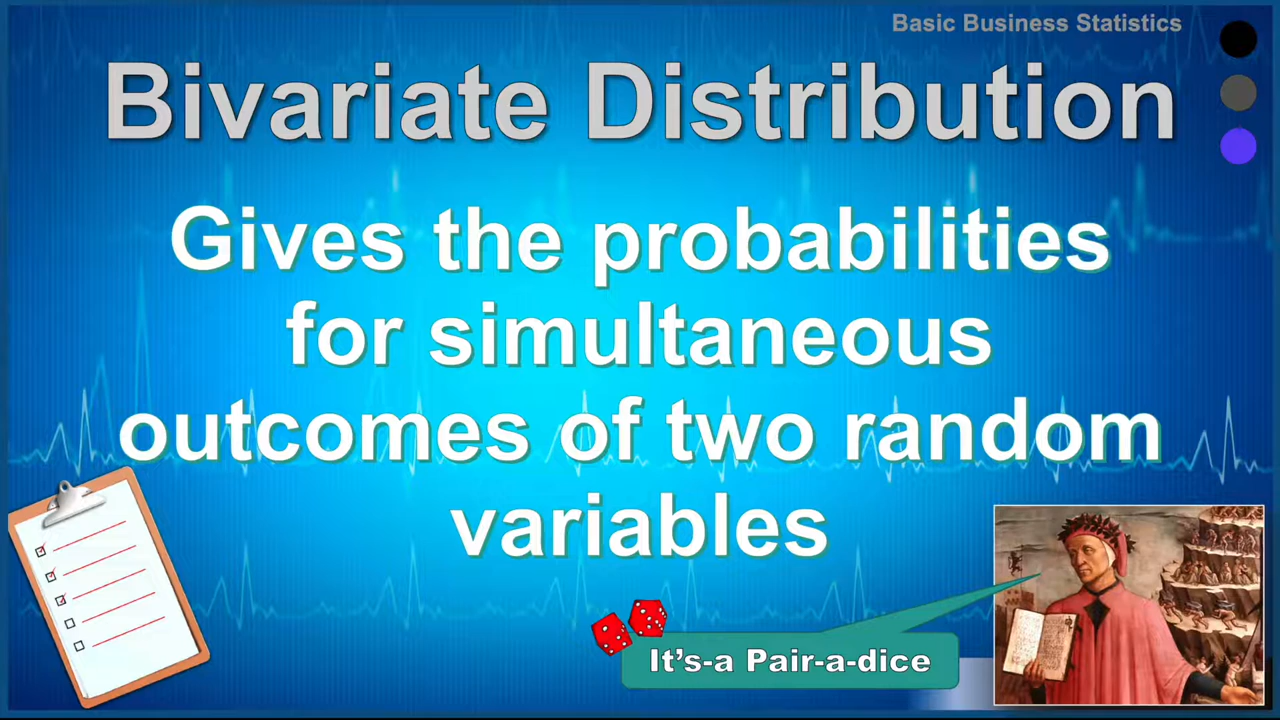 Basic Business Statistics
Bivariate Distribution
Gives the probabilities
for simultaneous
outcomes of two random
variables
It's-a Pair-a-dice